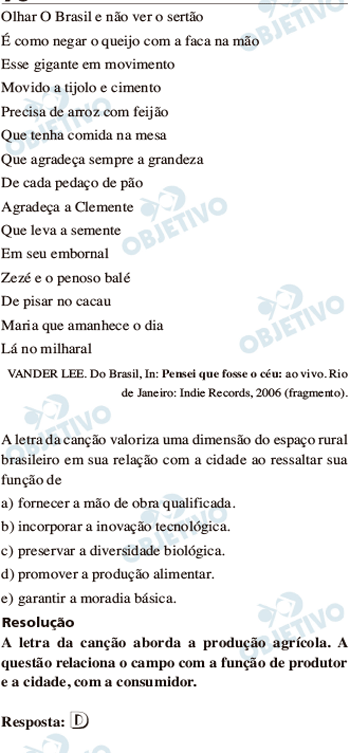 Olhar O Brasil e não ver o sertão
É como negar o queijo com a faca na mão
Esse gigante em movimento
Movido a tijolo e cimento
Precisa de arroz com feijão
Que tenha comida na mesa
Que agradeça sempre a grandeza
De cada pedaço de pão
Agradeça a Clemente
Que leva a semente
Em seu embornal
Zezé e o penoso balé
De pisar no cacau
Maria que amanhece o dia
Lá no milharal
VANDER LEE. Do Brasil, In: Pensei que fosse o céu: ao vivo. Rio
de Janeiro: Indie Records, 2006 (fragmento).
A letra da canção valoriza uma dimensão do espaço rural
brasileiro em sua relação com a cidade ao ressaltar sua
função de
a) fornecer a mão de obra qualificada.
b) incorporar a inovação tecnológica.
c) preservar a diversidade biológica.
d) promover a produção alimentar.
e) garantir a moradia básica.
Resolução
A letra da canção aborda a produção agrícola. A
questão relaciona o campo com a função de produtor
e a cidade, com a consumidor.
Resposta: D